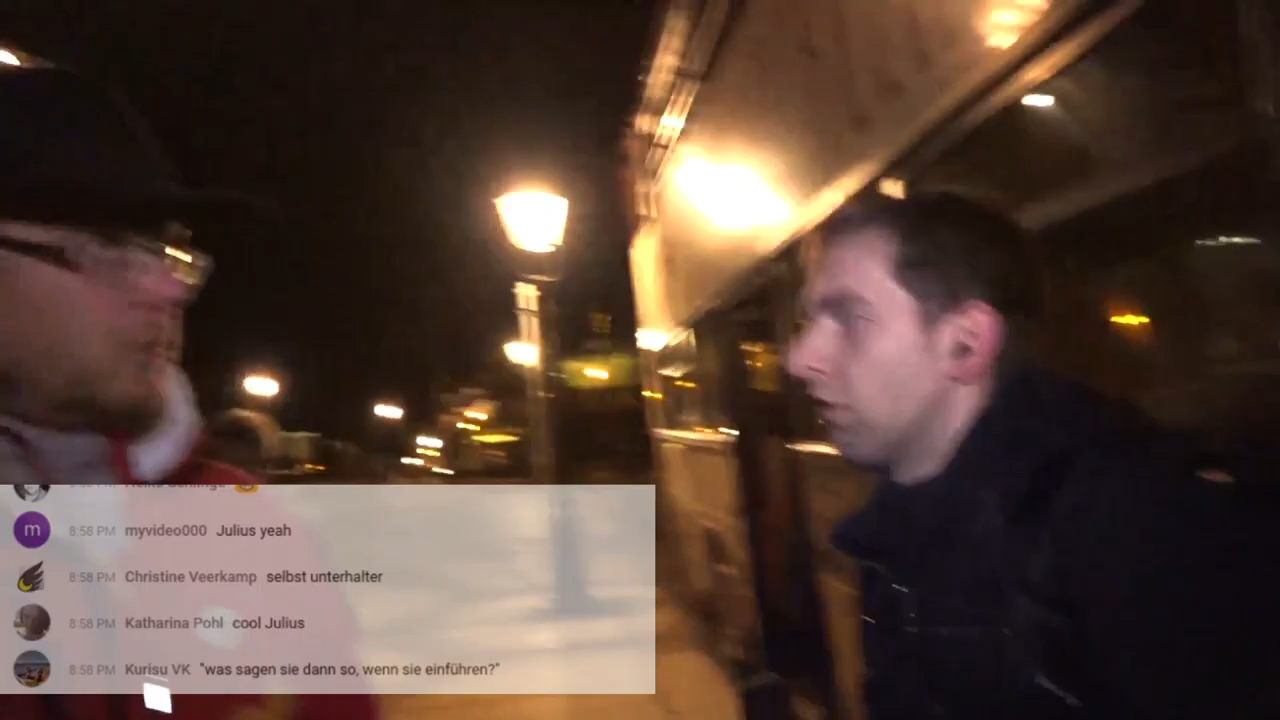 m 8:58 PM myvideo000 Julius yeah
8:58 PM Christine Veerkamp selbst unterhalter
8:58 PM Katharina Pohl cool Julius
8:58 PM Kurisu VK "was sagen sie dann so, wenn sie einführen?"